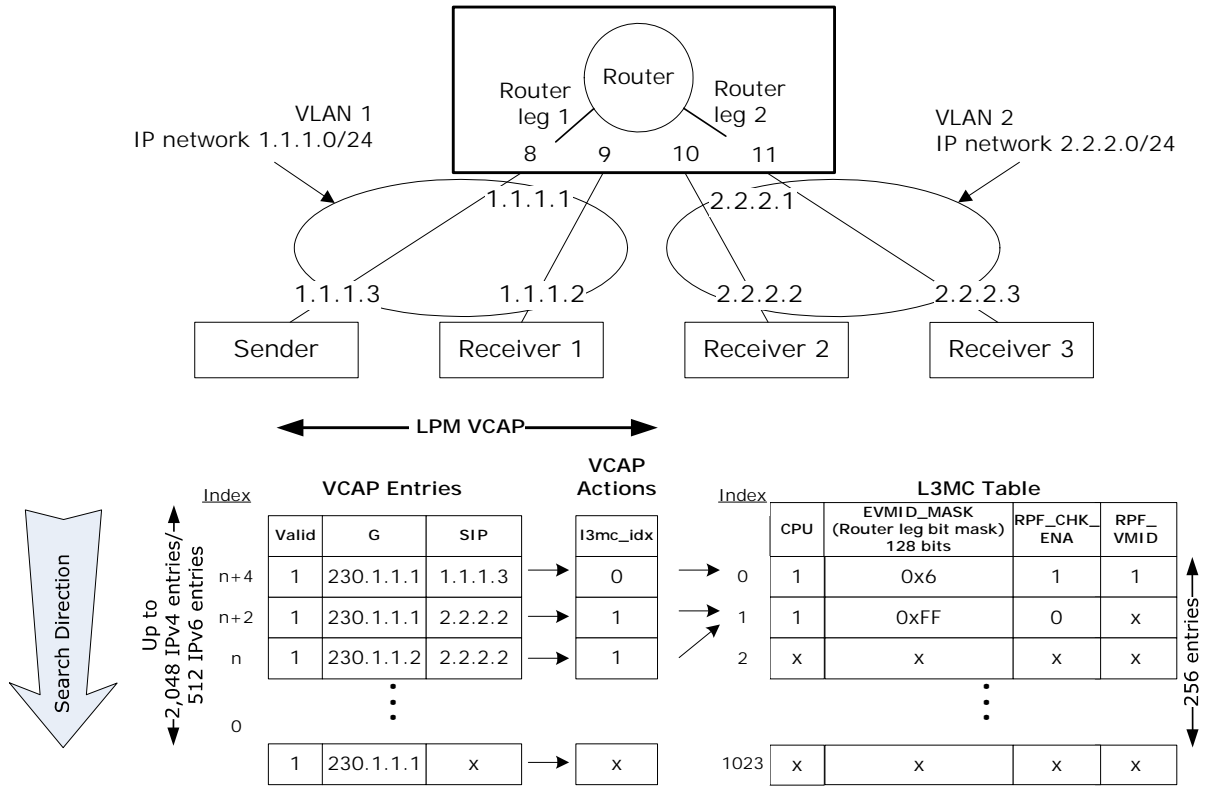 Router
Router
leg 1
Router
leg 2
8 9 10 11
VLAN 1
IP network 1.1.1.0/24
VLAN 2
IP network 2.2.2.0/24
1.1.1.1
2.2.2.1
1.1.1.3
1.1.1.2
2.2.2.2
2.2.2.3
Sender
Receiver 1
Receiver 2
Receiver 3
LPM VCAP
Search Direction
Up to
2,048 IPv4 entries/
512 IPv6 entries
Index
VCAP Entries
VCAP
Actions
Valid G SIP l3mc_idx
n+4 1 230.1.1.1 1.1.1.3 0
n+2 1 230.1.1.1 2.2.2.2 1
n 1 230.1.1.2 2.2.2.2 1
0
1 230.1.1.1 x x
Index
L3MC Table
CPU
EVMID_MASK
(Router leg bit mask)
128 bits
RPF_CHK_
ENA
RPF_
VMID
0 1 0x6 1 1
1 1 0xFF 0 x
2 x x x x
1023 x x x x
256 entries